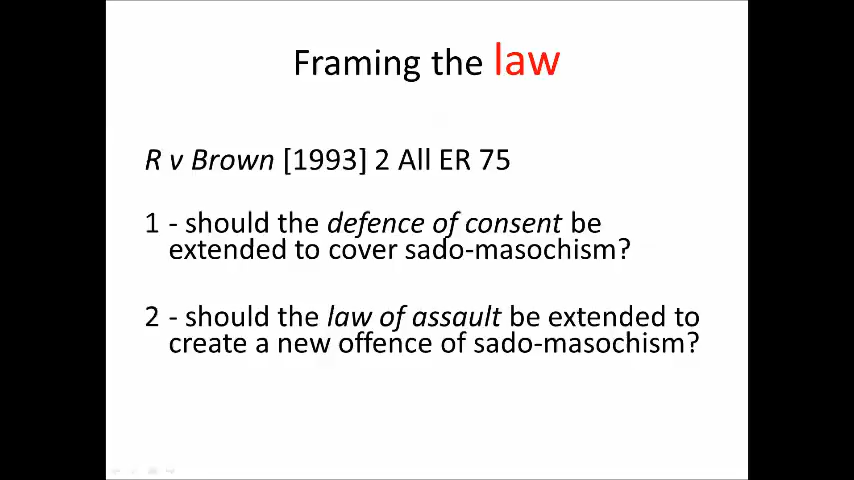 Framing the law
R v Brown [1993] 2 All ER 75
1 - should the defence of consent be
extended to cover sado-masochism?
2 - should the law of assault be extended to
create a new offence of sado-masochism?